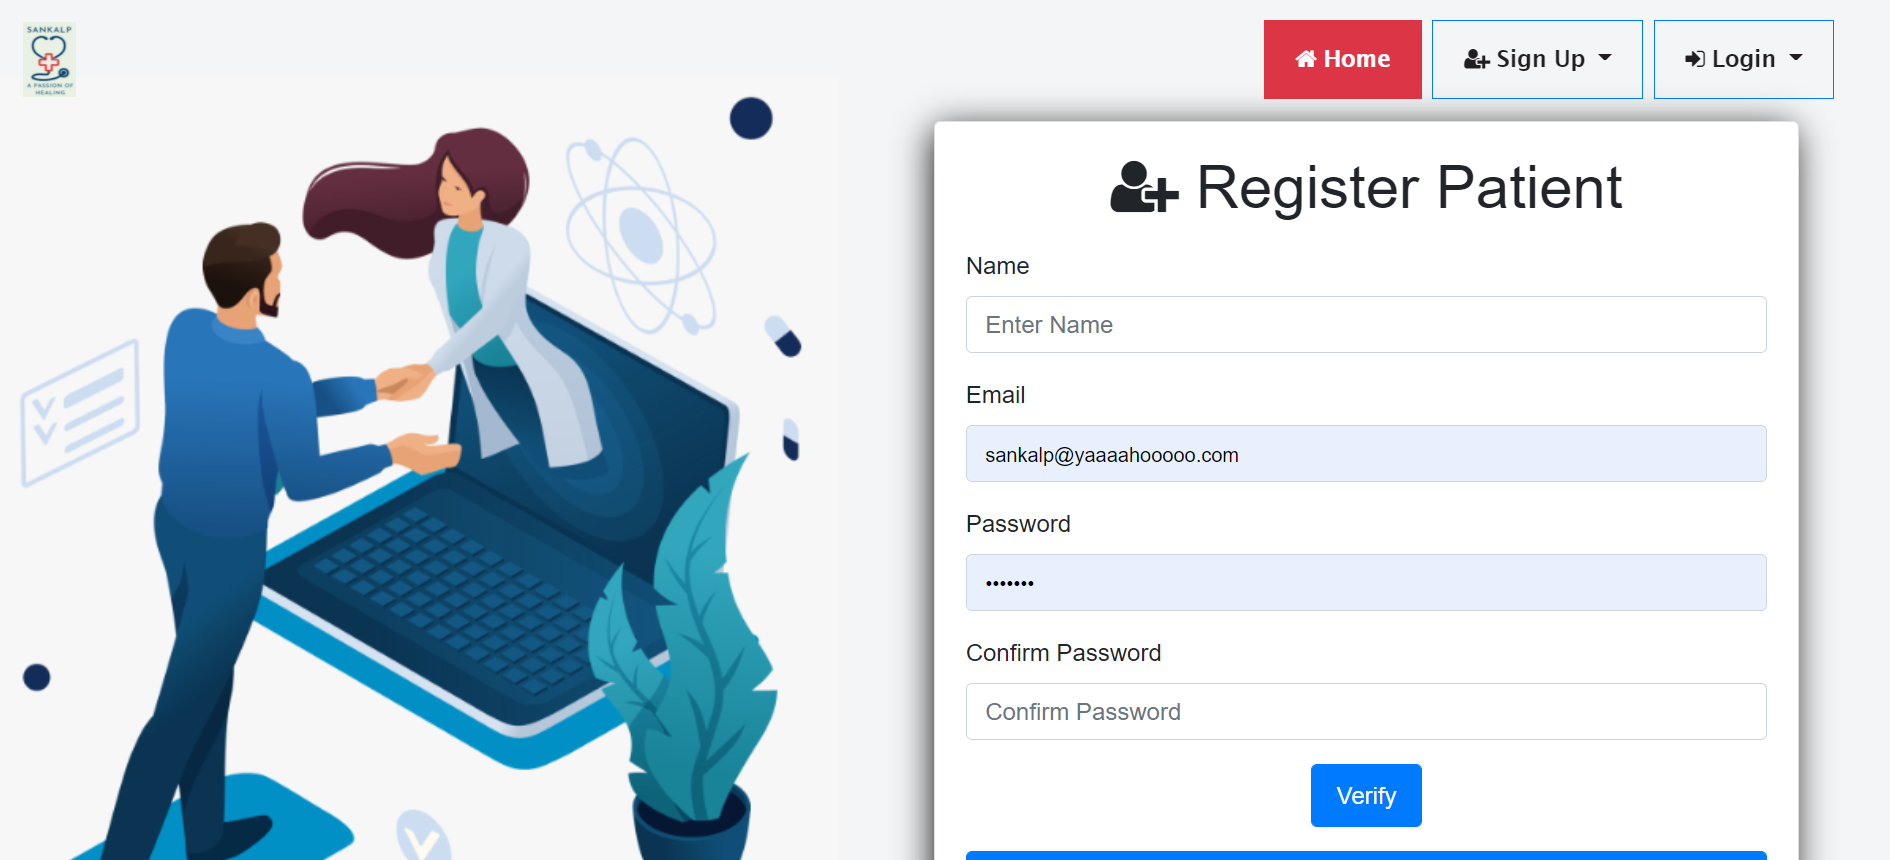 SANKALP
A PASSION OF
HEALING
Home
Sign Up
Login
Register Patient
Name
Enter Name
Email
sankalp@yaaaahooooo.com
Password
•••••••
Confirm Password
Confirm Password
Verify